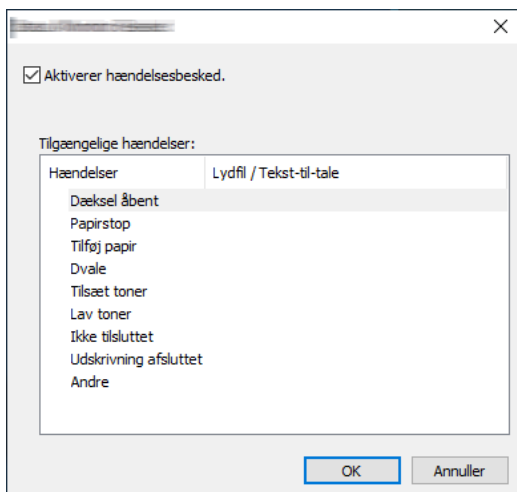 Aktiverer hændelsesbesked.
Tilgængelige hændelser:
Hændelser Lydfil / Tekst-til-tale
Dæksel åbent
Papirstop
Tilføj papir
Dvale
Tilsæt toner
Lav toner
Ikke tilsluttet
Udskrivning afsluttet
Andre
OK Annuller